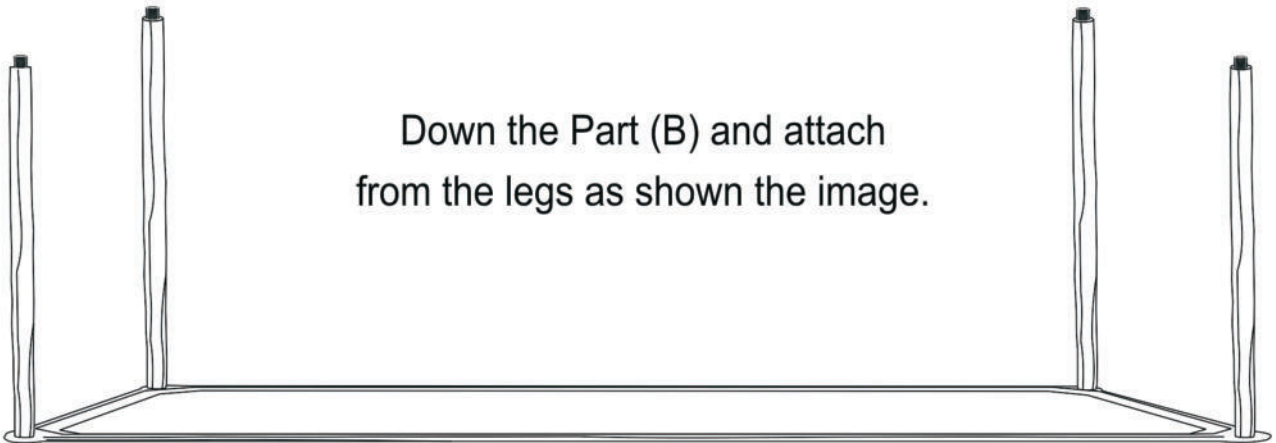 Down the Part (B) and attach
from the legs as shown the image.